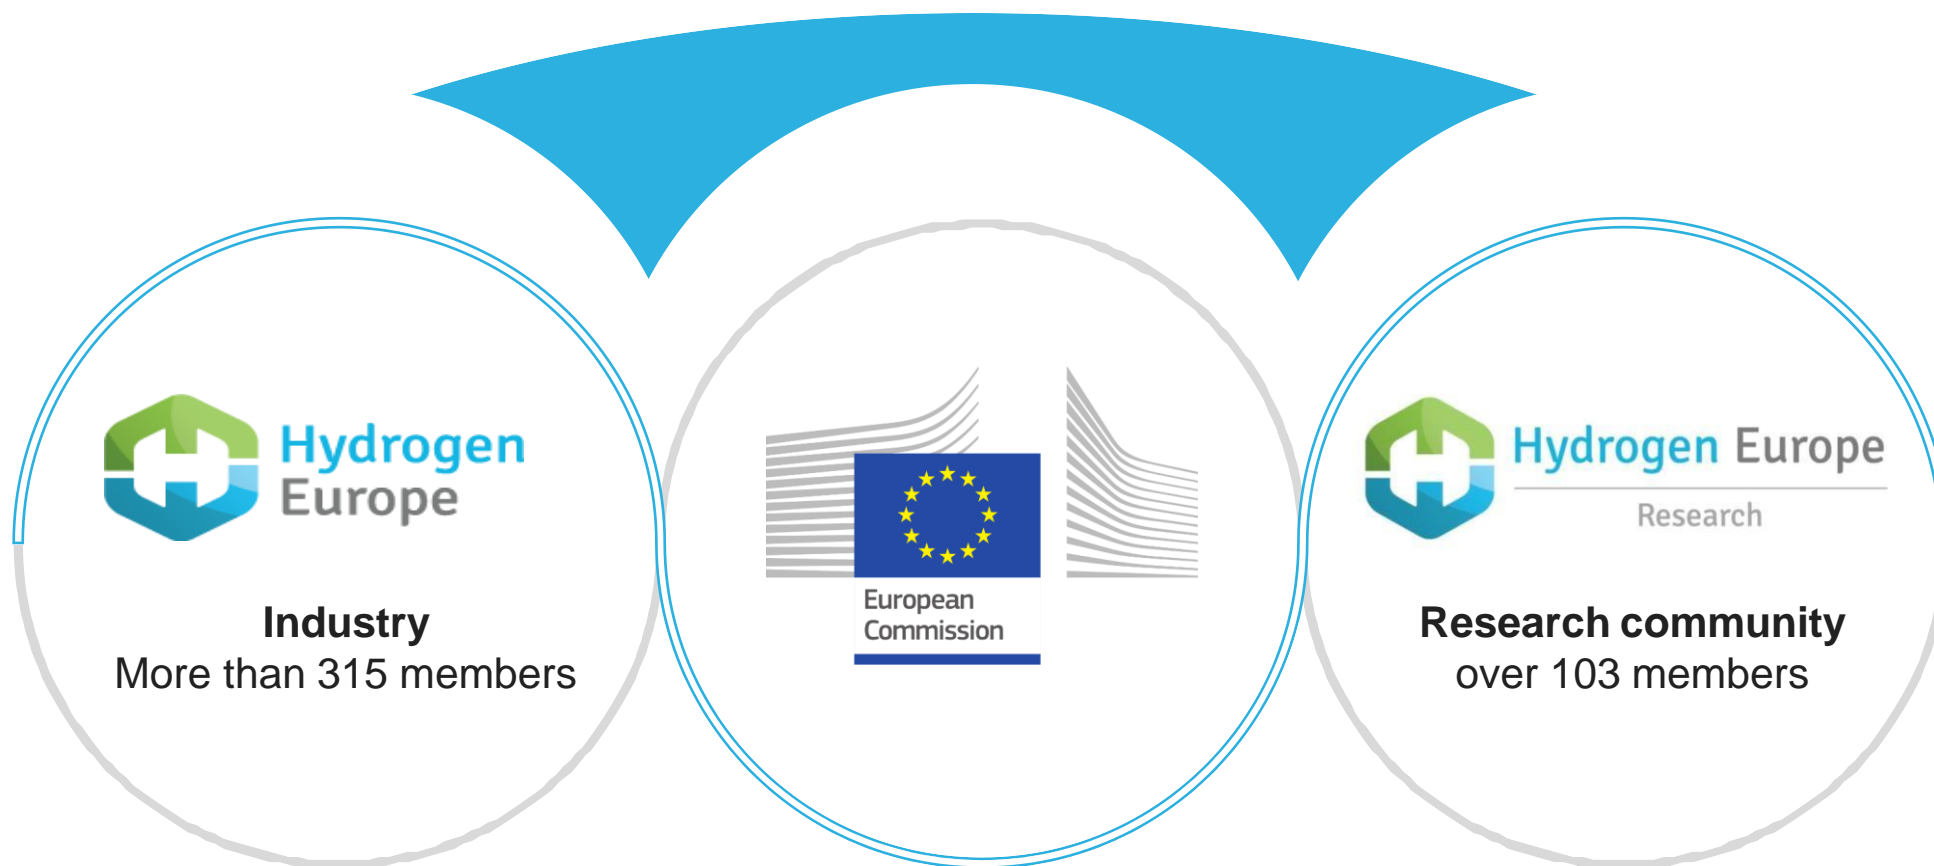 Hydrogen
Europe
Industry
More than 315 members
European
Commission
Hydrogen Europe
Research
Research community
over 103 members